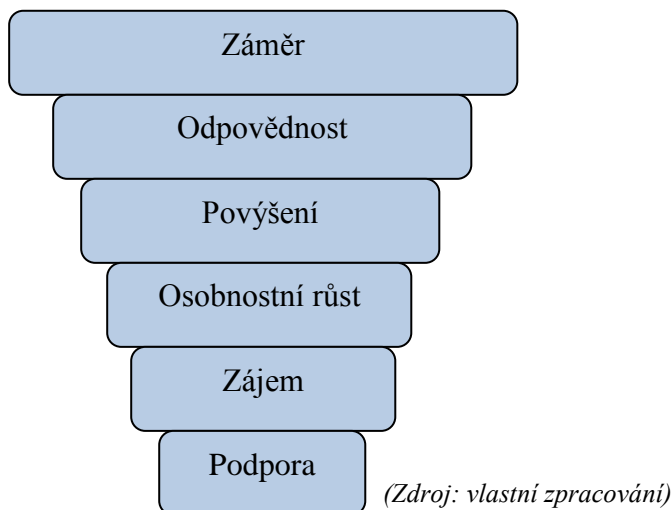 Záměr
Odpovědnost
Povýšení
Osobnostní růst
Zájem
Podpora
(Zdroj: vlastní zpracování)